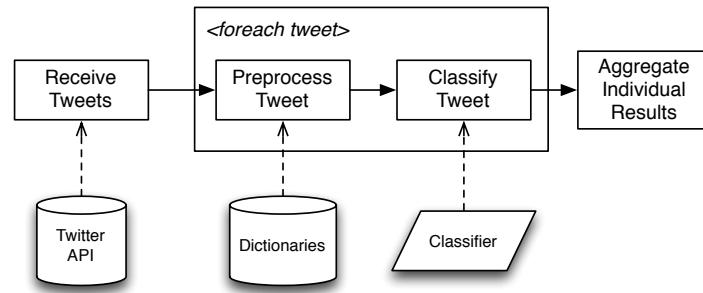 <foreach tweet>
Receive
Tweets
Preprocess
Tweet
Classify
Tweet
Aggregate
Individual
Results
Twitter
API
Dictionaries
Classifier